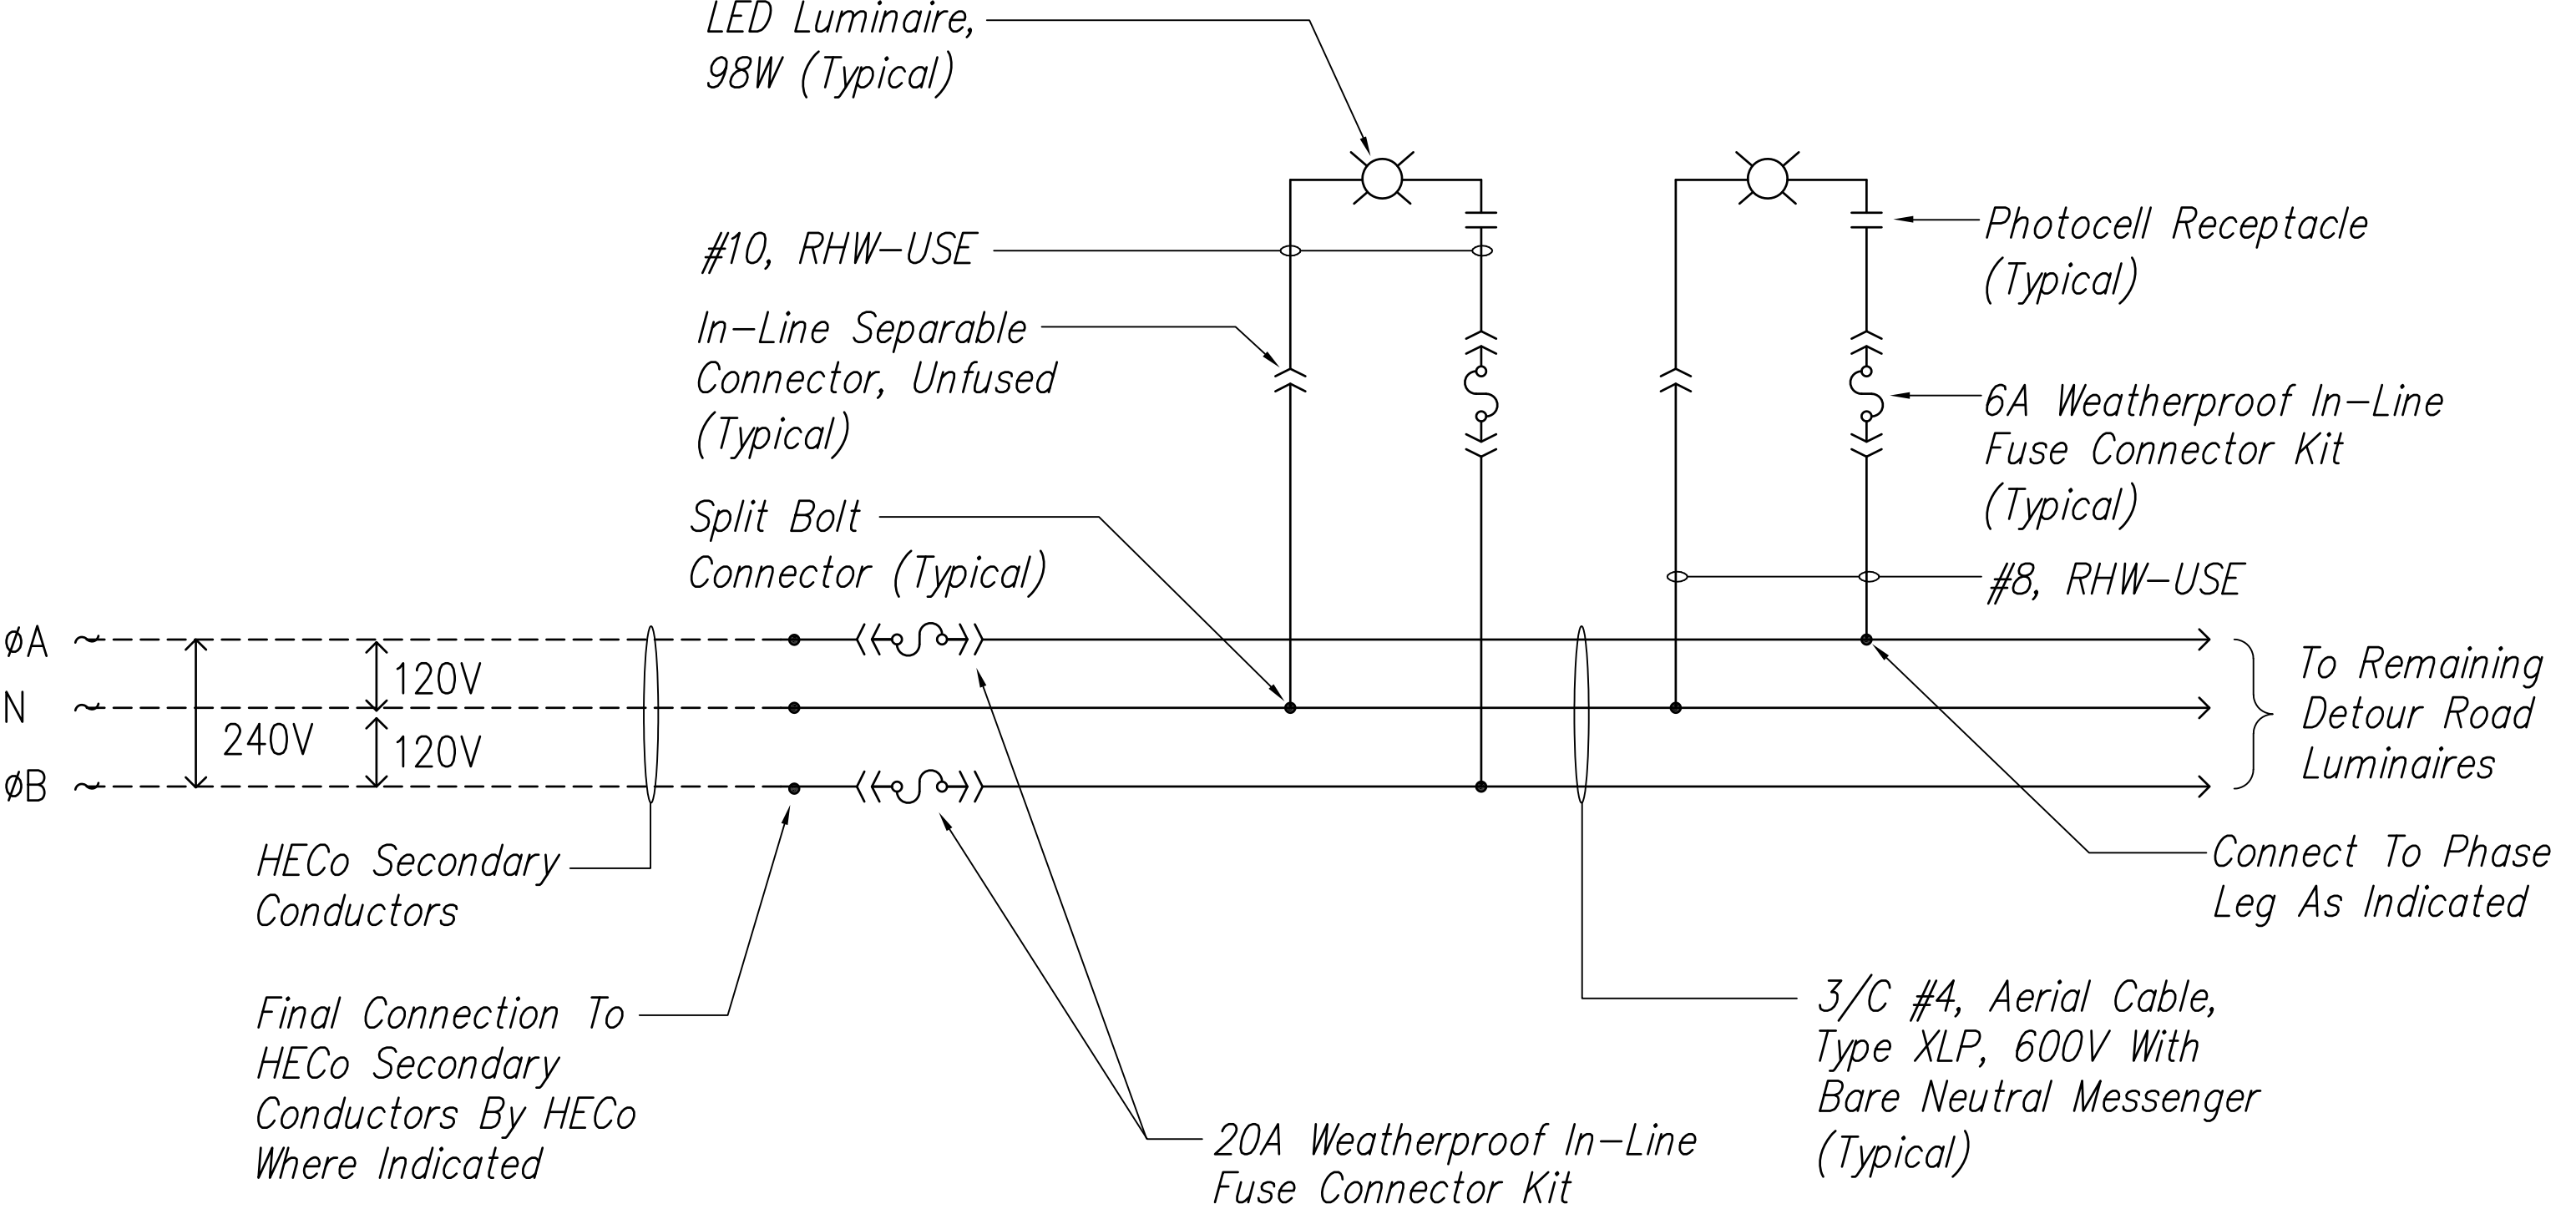 LED Luminaire,
98W (Typical)
#10, RHW-USE
In-Line Separable
Connector, Unfused
(Typical)
Split Bolt
Connector (Typical)
Photocell Receptacle
(Typical)
6A Weatherproof In-Line
Fuse Connector Kit
(Typical)
#8, RHW-USE
ϕA
N
ϕB
120V
240V
120V
To Remaining
Detour Road
Luminaires
HECo Secondary
Conductors
Connect To Phase
Leg As Indicated
Final Connection To
HECo Secondary
Conductors By HECo
Where Indicated
3/C #4, Aerial Cable,
Type XLP, 600V With
Bare Neutral Messenger
(Typical)
20A Weatherproof In-Line
Fuse Connector Kit